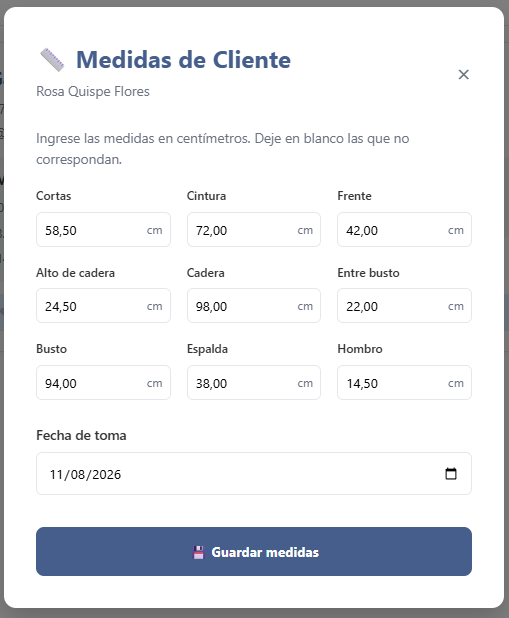 Medidas de Cliente
Rosa Quispe Flores
Ingrese las medidas en centímetros. Deje en blanco las que no
correspondan.
Cortas Cintura Frente
58,50 cm 72,00 cm 42,00 cm
Alto de cadera Cadera Entre busto
24,50 cm 98,00 cm 22,00 cm
Busto Espalda Hombro
94,00 cm 38,00 cm 14,50 cm
Fecha de toma
11/08/2026
Guardar medidas